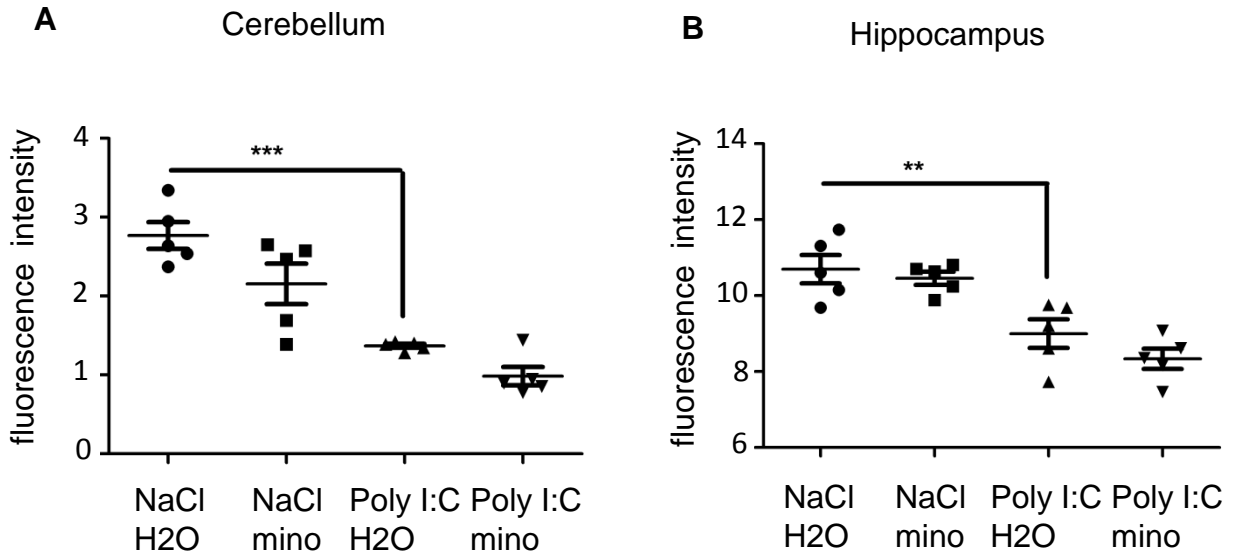 A
Cerebellum
fluorescence intensity
4
3
2
1
0
***
NaCl
H2O
NaCl
mino
Poly I:C
H2O
Poly I:C
mino
B
Hippocampus
fluorescence intensity
14
12
10
8
6
**
NaCl
H2O
NaCl
mino
Poly I:C
H2O
Poly I:C
mino